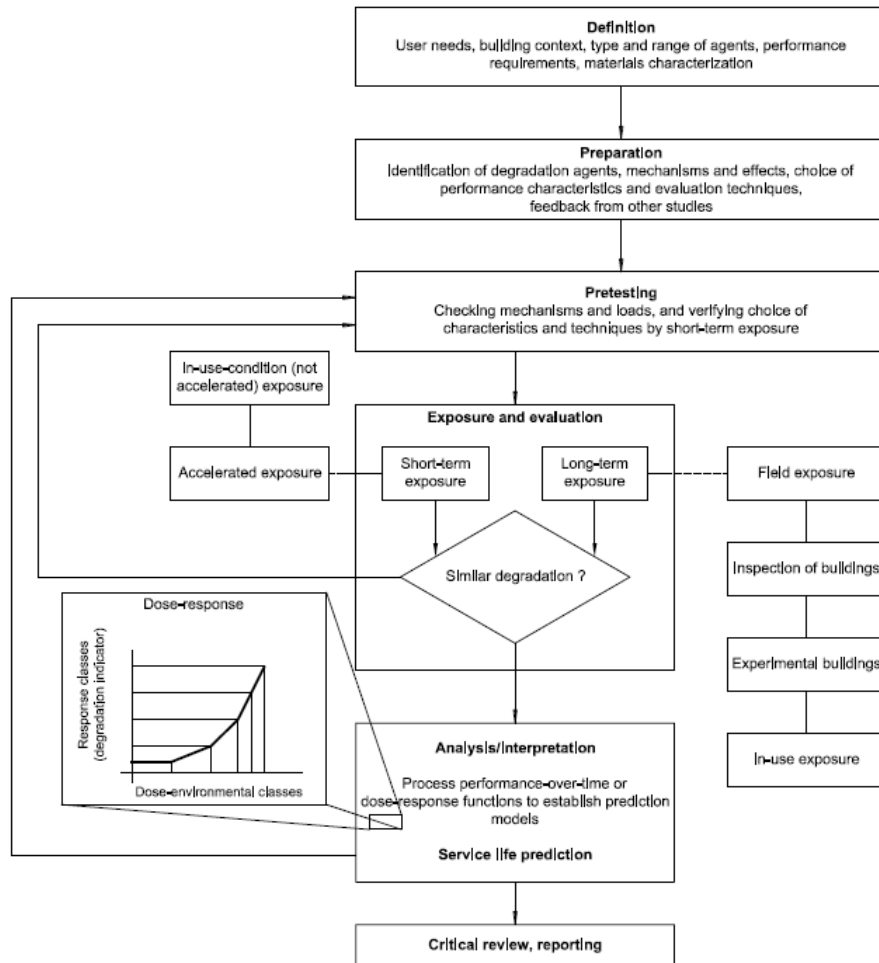 Definition
User needs, building context, type and range of agents, performance
requirements, materials characterization
Preparation
Identification of degradation agents, mechanisms and effects, choice of
performance characteristics and evaluation techniques,
feedback from other studies
Pretesting
Checking mechanisms and loads, and verifying choice of
characteristics and techniques by short-term exposure
In-use-condition (not
accelerated) exposure
Exposure and evaluation
Accelerated exposure
Short-term
exposure
Long-term
exposure
Field exposure
Similar degradation ?
Inspection of buildings
Experimental buildings
In-use exposure
Dose-response
Response classes
(degradation indicator)
Dose-environmental classes
Analysis/interpretation
Process performance-over-time or
dose-response functions to establish prediction
models
Service life prediction
Critical review, reporting